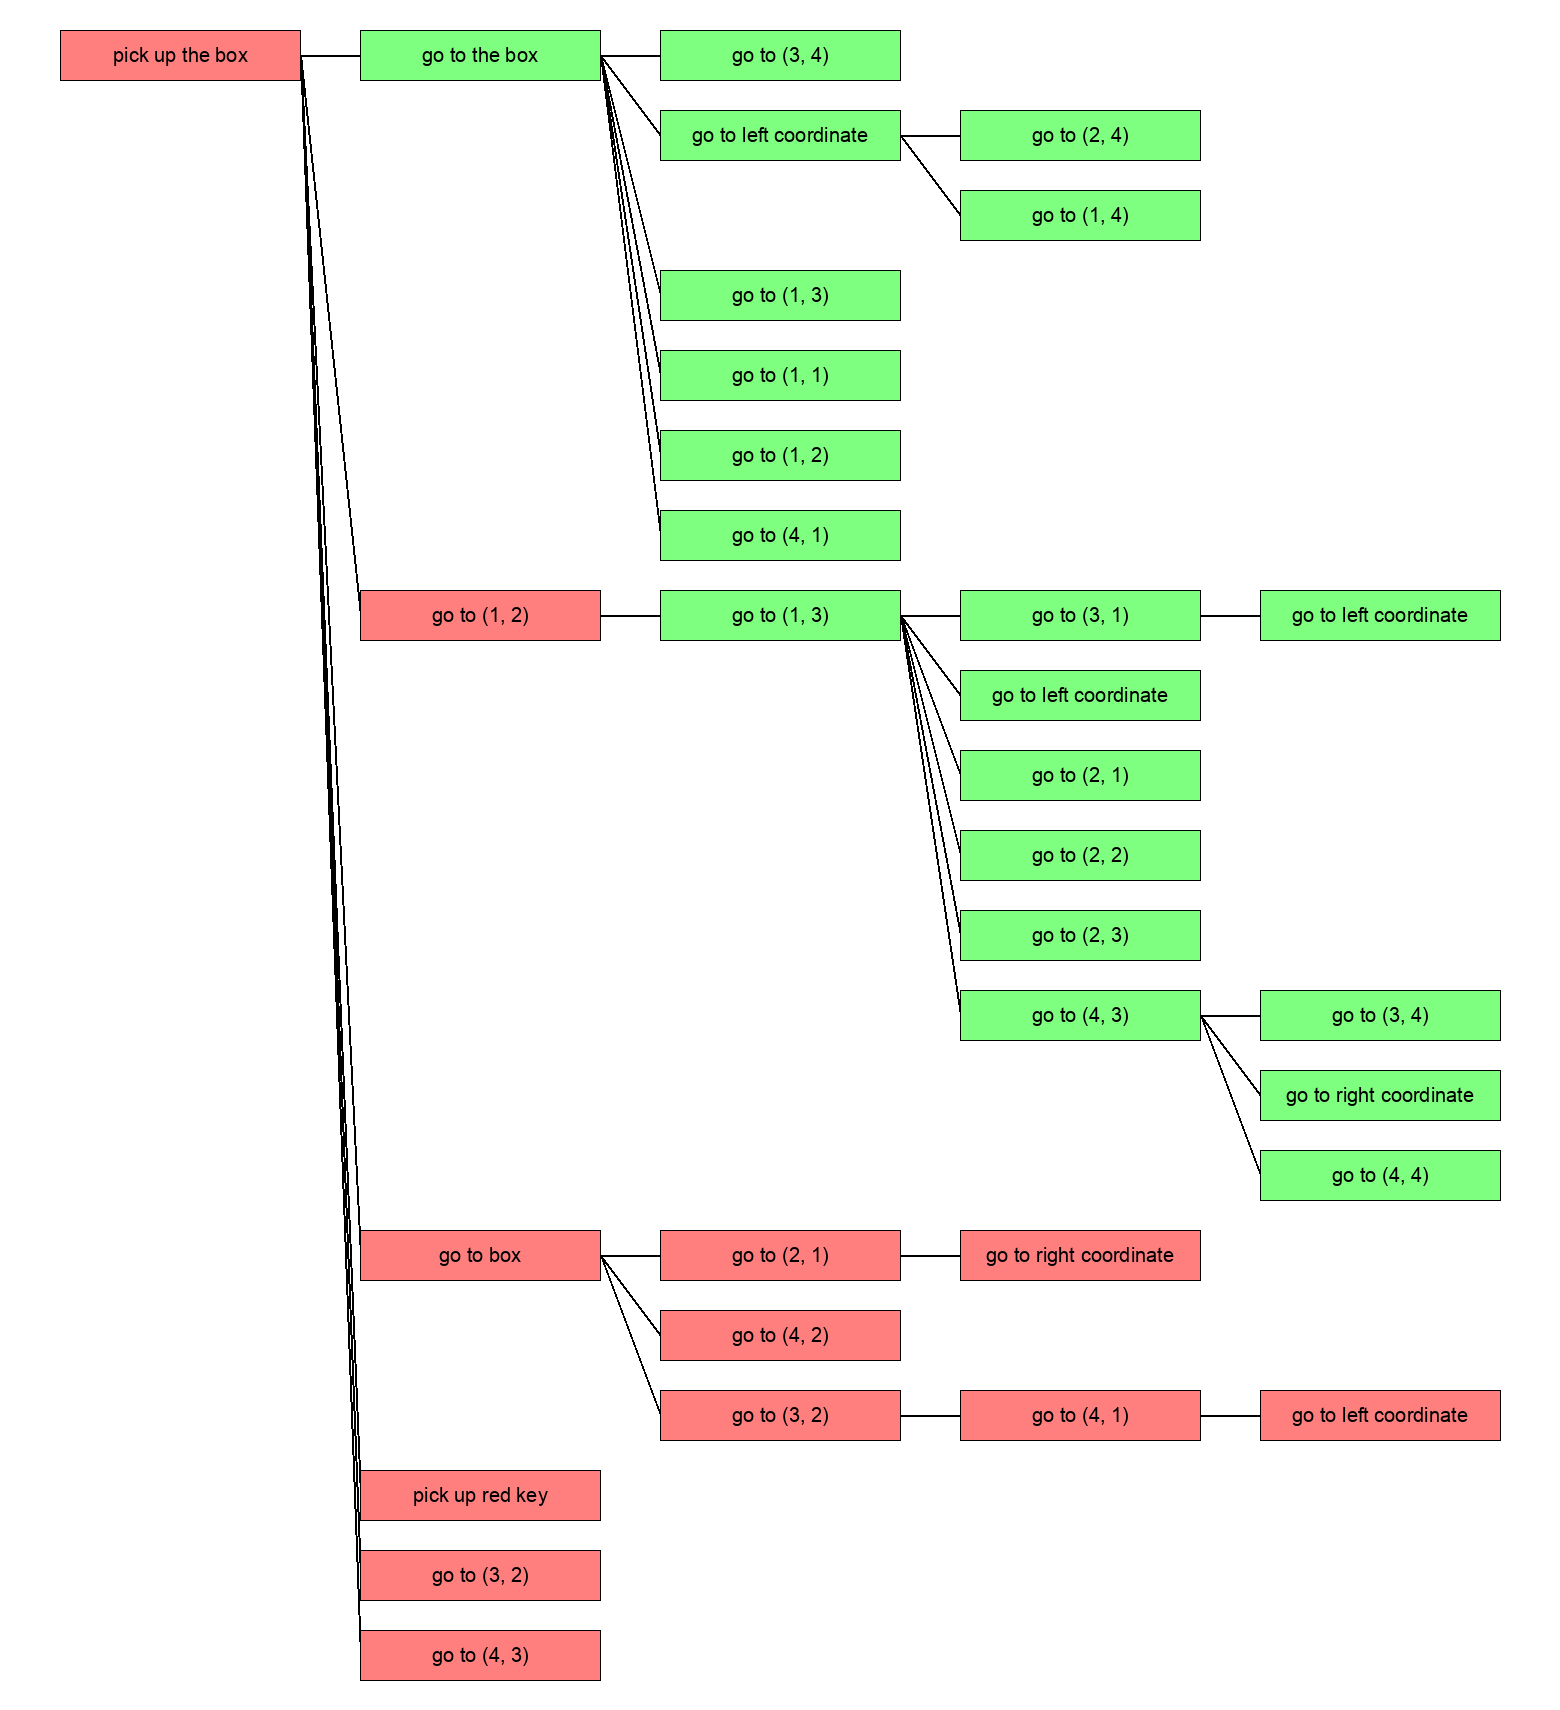 pick up the box
go to the box
go to (3, 4)
go to left coordinate
go to (2, 4)
go to (1, 4)
go to (1, 3)
go to (1, 1)
go to (1, 2)
go to (4, 1)
go to (1, 2)
go to (1, 3)
go to (3, 1)
go to left coordinate
go to left coordinate
go to (2, 1)
go to (2, 2)
go to (2, 3)
go to (4, 3)
go to (3, 4)
go to right coordinate
go to (4, 4)
go to box
go to (2, 1)
go to right coordinate
go to (4, 2)
go to (3, 2)
go to (4, 1)
go to left coordinate
pick up red key
go to (3, 2)
go to (4, 3)